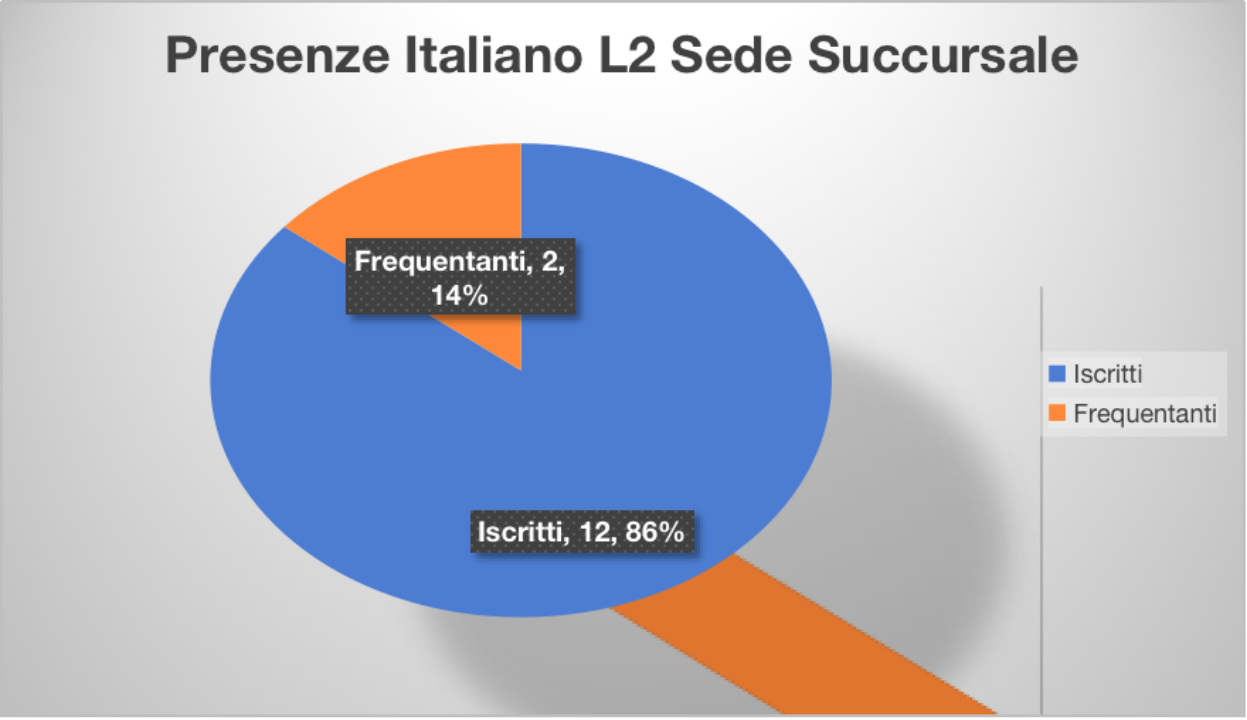 Presenze Italiano L2 Sede Succursale
Frequentanti, 2,
14%
Iscritti
Frequentanti
Iscritti, 12, 86%